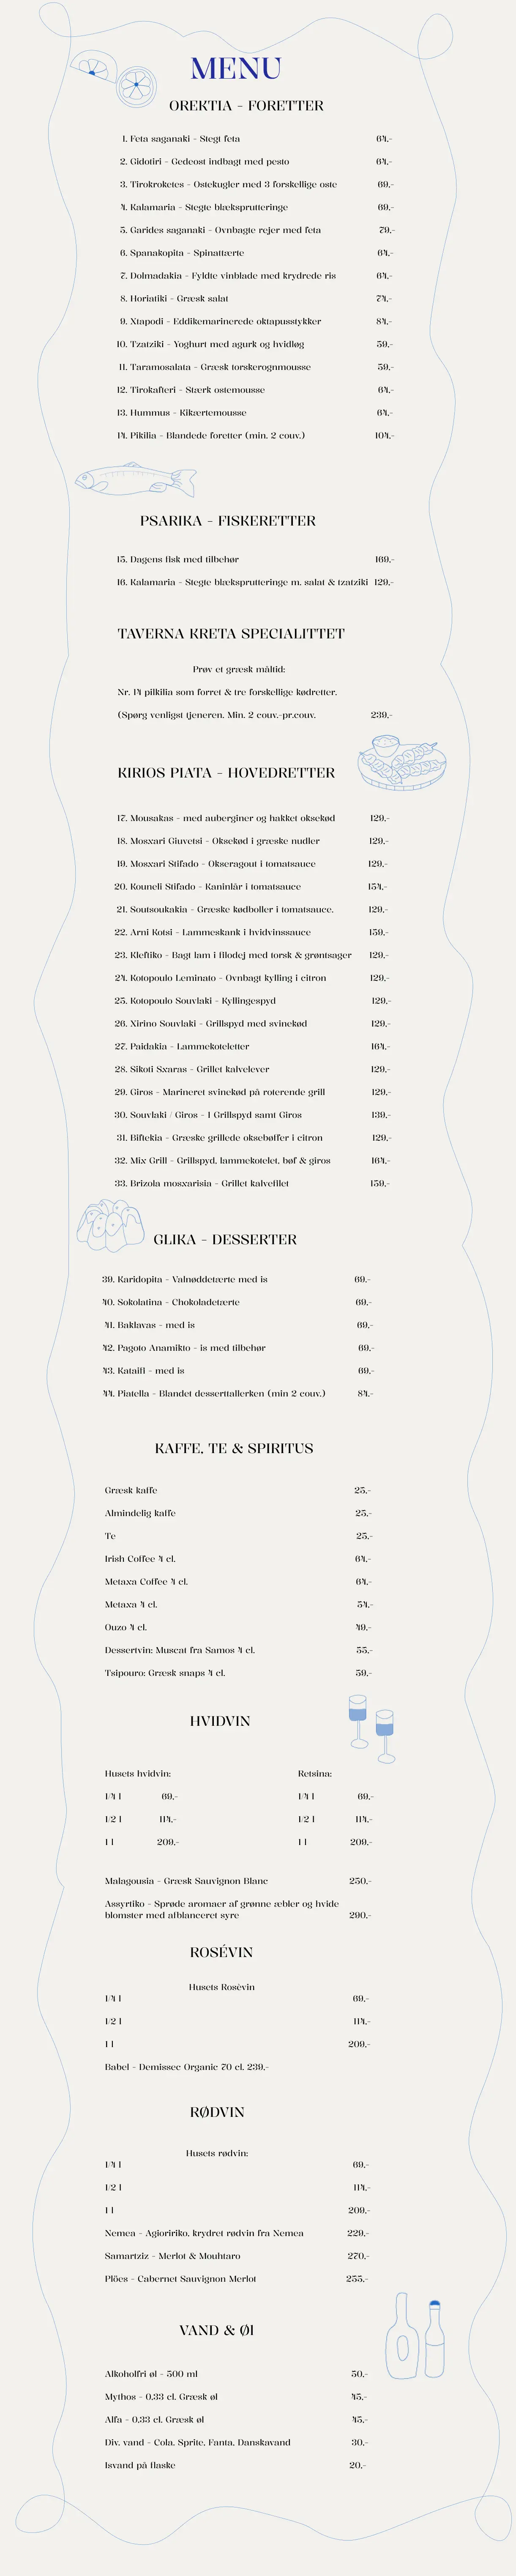 MENU
OREKTIA - FORETTER
1. Feta saganaki - Stegt feta 64,-
2. Gidotiri - Gedeost indbagt med pesto 64,-
3. Tirokroketes - Ostekugler med 3 forskellige oste 69,-
4. Kalamaria - Stegte blæksprutteringe 69,-
5. Garides saganaki - Ovnbagte rejer med feta 79,-
6. Spanakopita - Spinattærte 64,-
7. Dolmadakia - Fyldte vinblade med krydrede ris 64,-
8. Horiatiki - Græsk salat 74,-
9. Xtapodi - Eddikemarinerede oktapusstykker 84,-
10. Tzatziki - Yoghurt med agurk og hvidløg 59,-
11. Taramosalata - Græsk torskerognmousse 59,-
12. Tirokafteri - Stærk ostemousse 64,-
13. Hummus - Kikærtemousse 64,-
14. Pikilia - Blandede foretter (min. 2 couv.) 104,-
PSARIKA - FISKERETTER
15. Dagens fisk med tilbehør 169,-
16. Kalamaria - Stegte blæksprutteringe m. salat & tzatziki 129,-
TAVERNA KRETA SPECIALITTET
Prøv et græsk måltid:
Nr. 14 pilkilia som forret & tre forskellige kødretter.
(Spørg venligst tjeneren. Min. 2 couv.-pr.couv. 239,-
KIRIOS PIATA - HOVEDRETTER
17. Mousakas - med auberginer og hakket oksekød 129,-
18. Mosxari Giuvetsi - Oksekød i græske nudler 129,-
19. Mosxari Stifado - Okseragout i tomatsauce 129,-
20. Kouneli Stifado - Kaninlår i tomatsauce 154,-
21. Soutsoukakia - Græske kødboller i tomatsauce. 129,-
22. Arni Kotsi - Lammeskank i hvidvinssauce 159,-
23. Kleftiko - Bagt lam i fillodej med torsk & grøntsager 129,-
24. Kotopoulo Leminato - Ovnbagt kylling i citron 129,-
25. Kotopoulo Souvlaki - Kyllingespyd 129,-
26. Xirino Souvlaki - Grillspyd med svinekød 129,-
27. Paidakia - Lammekoteletter 164,-
28. Sikoti Sxaras - Grillet kalvelever 129,-
29. Giros - Marineret svinekød på roterende grill 129,-
30. Souvlaki / Giros - 1 Grillspyd samt Giros 139,-
31. Biftekia - Græske grillede oksebøffer i citron 129,-
32. Mix Grill - Grillspyd, lammekotelet, bøf & giros 164,-
33. Brizola mosxarisia - Grillet kalvefilet 159,-
GLIKA - DESSERTER
39. Karidopita - Valnøddetærte med is 69,-
40. Sokolatina - Chokoladetærte 69,-
41. Baklavas - med is 69,-
42. Pagoto Anamikto - is med tilbehør 69,-
43. Kataifi - med is 69,-
44. Piatella - Blandet desserttallerken (min 2 couv.) 84,-
KAFFE, TE & SPIRITUS
Græsk kaffe 25,-
Almindelig kaffe 25,-
Te 25,-
Irish Coffee 4 cl. 64,-
Metaxa Coffee 4 cl. 64,-
Metaxa 4 cl. 54,-
Ouzo 4 cl. 49,-
Dessertvin: Muscat fra Samos 4 cl. 55,-
Tsipouro: Græsk snaps 4 cl. 59,-
HVIDVIN
Husets hvidvin: Retsina:
1/4 l 69,- 1/4 l 69,-
1/2 l 114,- 1/2 l 114,-
1 l 209,- 1 l 209,-
Malagousia - Græsk Sauvignon Blanc 250,-
Assyrtiko - Sprøde aromaer af grønne æbler og hvide
blomster med afblanceret syre 290,-
ROSÉVIN
Husets Rosévin
1/4 l 69,-
1/2 l 114,-
1 l 209,-
Babel - Demissec Organic 70 cl. 239,-
RØDVIN
Husets rødvin:
1/4 l 69,-
1/2 l 114,-
1 l 209,-
Nemea - Agioririko, krydret rødvin fra Nemea 229,-
Samartziz - Merlot & Mouhtaro 270,-
Plôes - Cabernet Sauvignon Merlot 255,-
VAND & ØL
Alkoholfri øl - 500 ml 50,-
Mythos - 0,33 cl. Græsk øl 45,-
Alfa - 0,33 cl. Græsk øl 45,-
Div. vand - Cola, Sprite, Fanta, Danskavand 30,-
Isvand på flaske 20,-